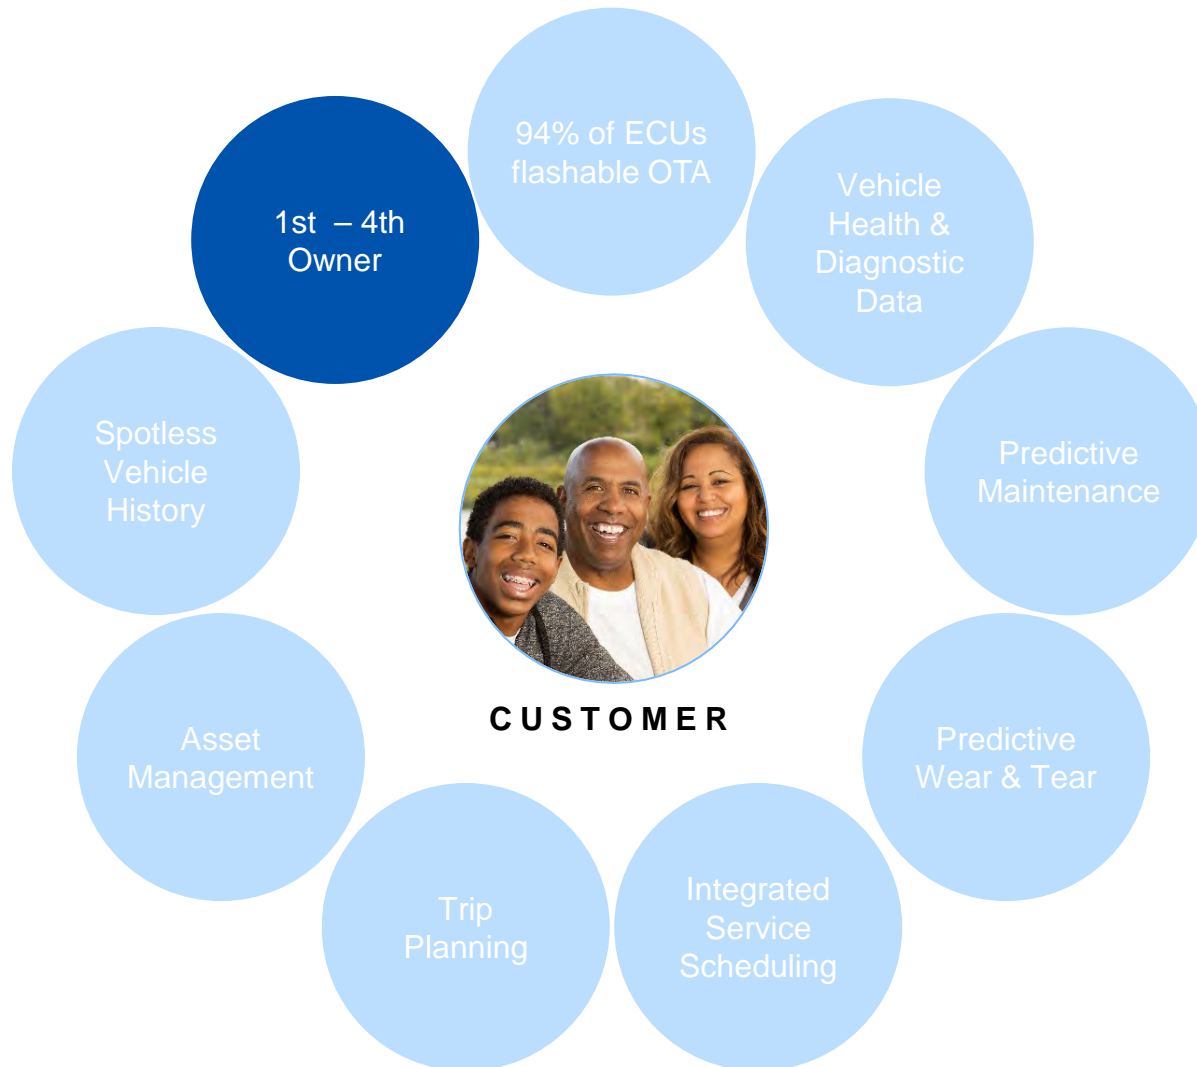 94% of ECUs
flashable OTA
Vehicle
Health &
Diagnostic
Data
Predictive
Maintenance
Predictive
Wear & Tear
Integrated
Service
Scheduling
Trip
Planning
Asset
Management
Spotless
Vehicle
History
1st – 4th
Owner
CUSTOMER